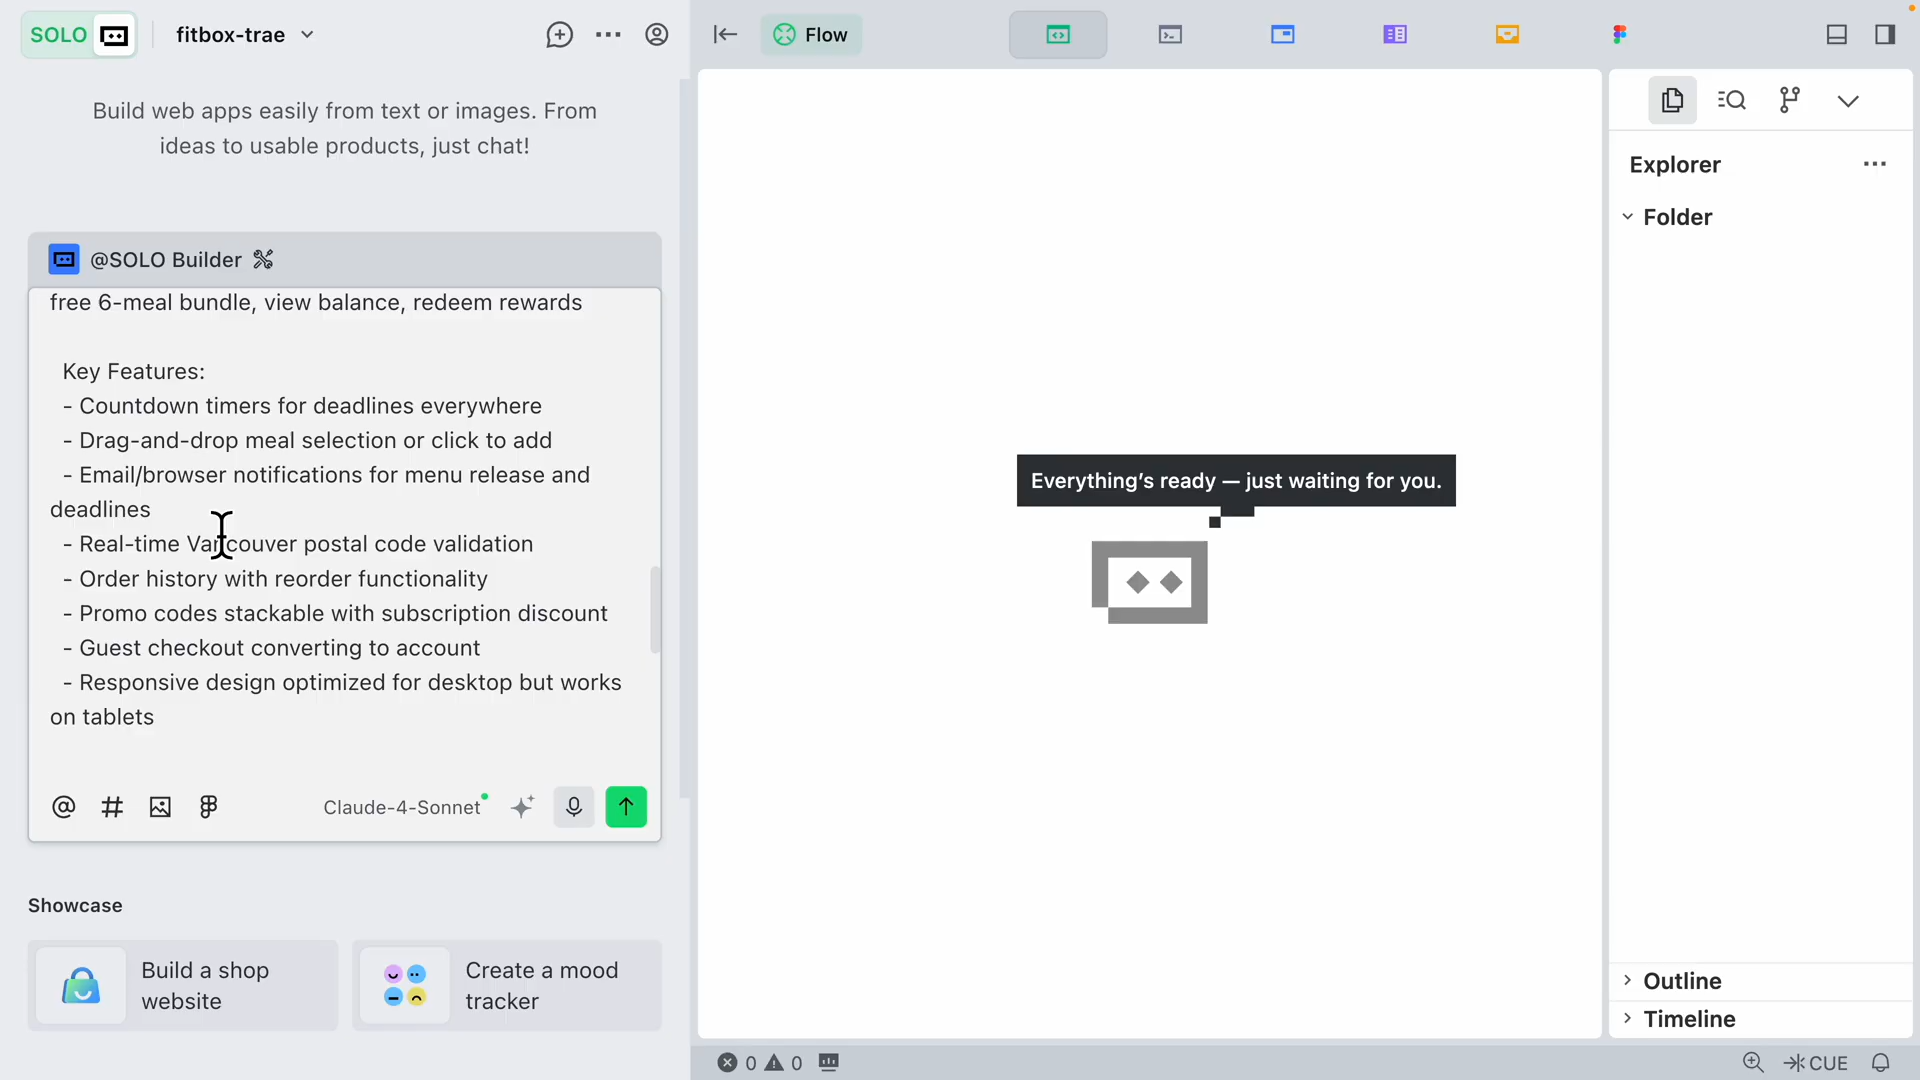 SOLO
fitbox-trae
Flow
Build web apps easily from text or images. From
ideas to usable products, just chat!
@SOLO Builder
free 6-meal bundle, view balance, redeem rewards
Key Features:
- Countdown timers for deadlines everywhere
- Drag-and-drop meal selection or click to add
- Email/browser notifications for menu release and
deadlines
- Real-time Vancouver postal code validation
- Order history with reorder functionality
- Promo codes stackable with subscription discount
- Guest checkout converting to account
- Responsive design optimized for desktop but works
on tablets
Claude-4-Sonnet
Showcase
Build a shop
website
Create a mood
tracker
Everything's ready — just waiting for you.
Explorer
Folder
Outline
Timeline
0
0
CUE